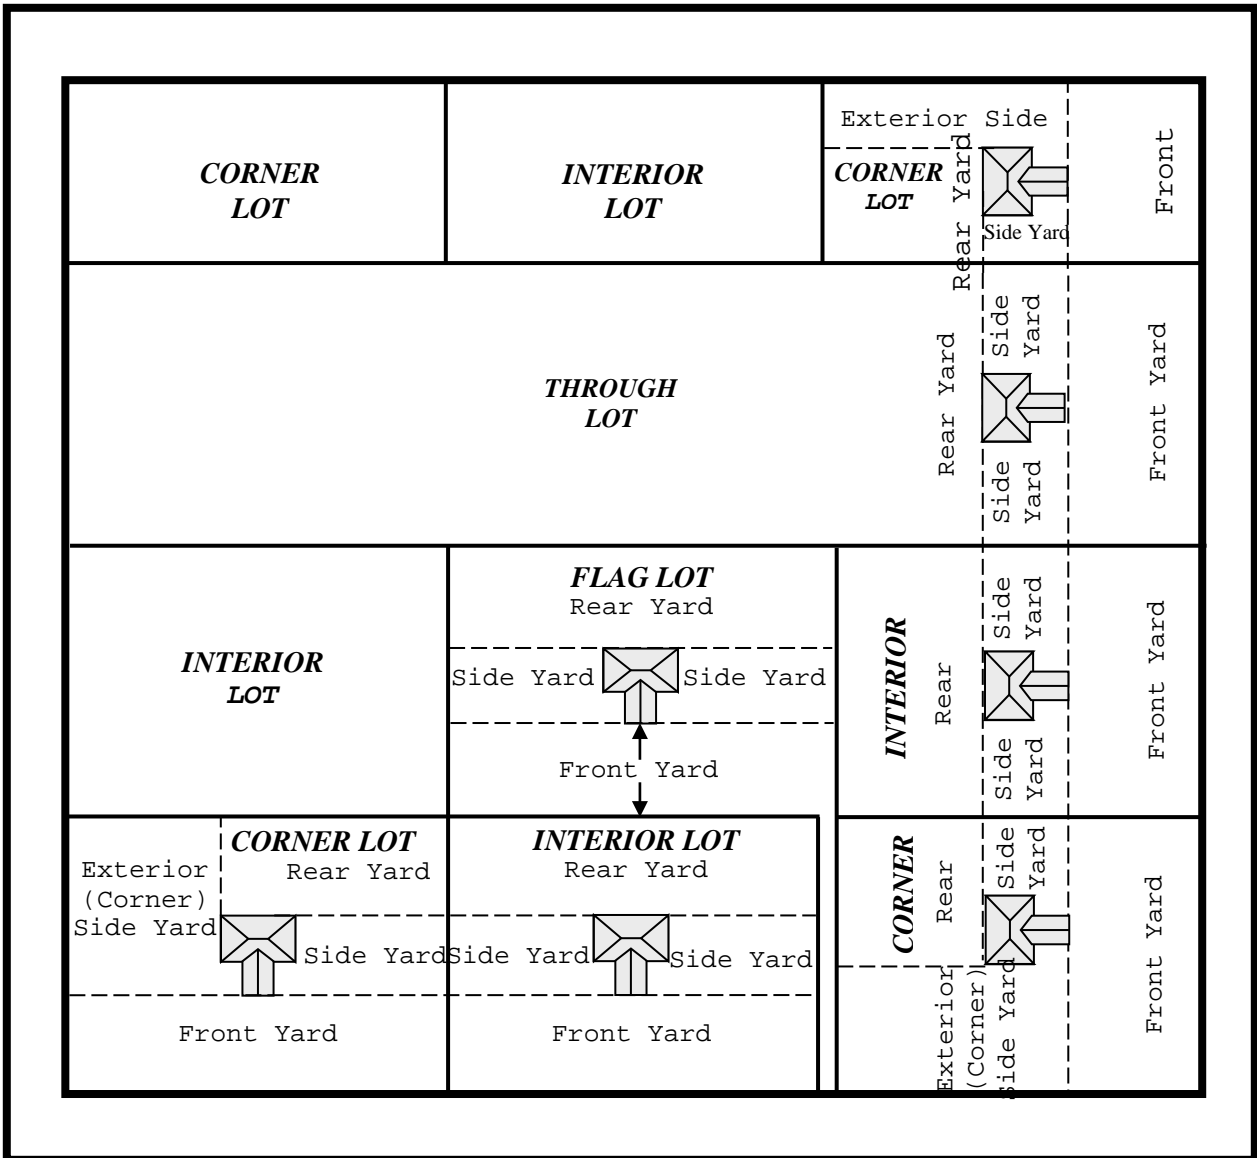 CORNER
LOT
INTERIOR
LOT
Exterior Side
CORNER
LOT
Rear Yard
Side Yard
Front
THROUGH
LOT
Rear Yard
Side
Yard
Side
Yard
Front Yard
INTERIOR
LOT
FLAG LOT
Rear Yard
Side Yard
Side Yard
Front Yard
INTERIOR
Rear
Side
Yard
Side
Yard
Front Yard
CORNER LOT
Rear Yard
Exterior
(Corner)
Side Yard
Side Yard
Front Yard
INTERIOR LOT
Rear Yard
Side Yard
Side Yard
Front Yard
CORNER
Rear
Side
Yard
Exterior
(Corner)
Side Yard
Front Yard